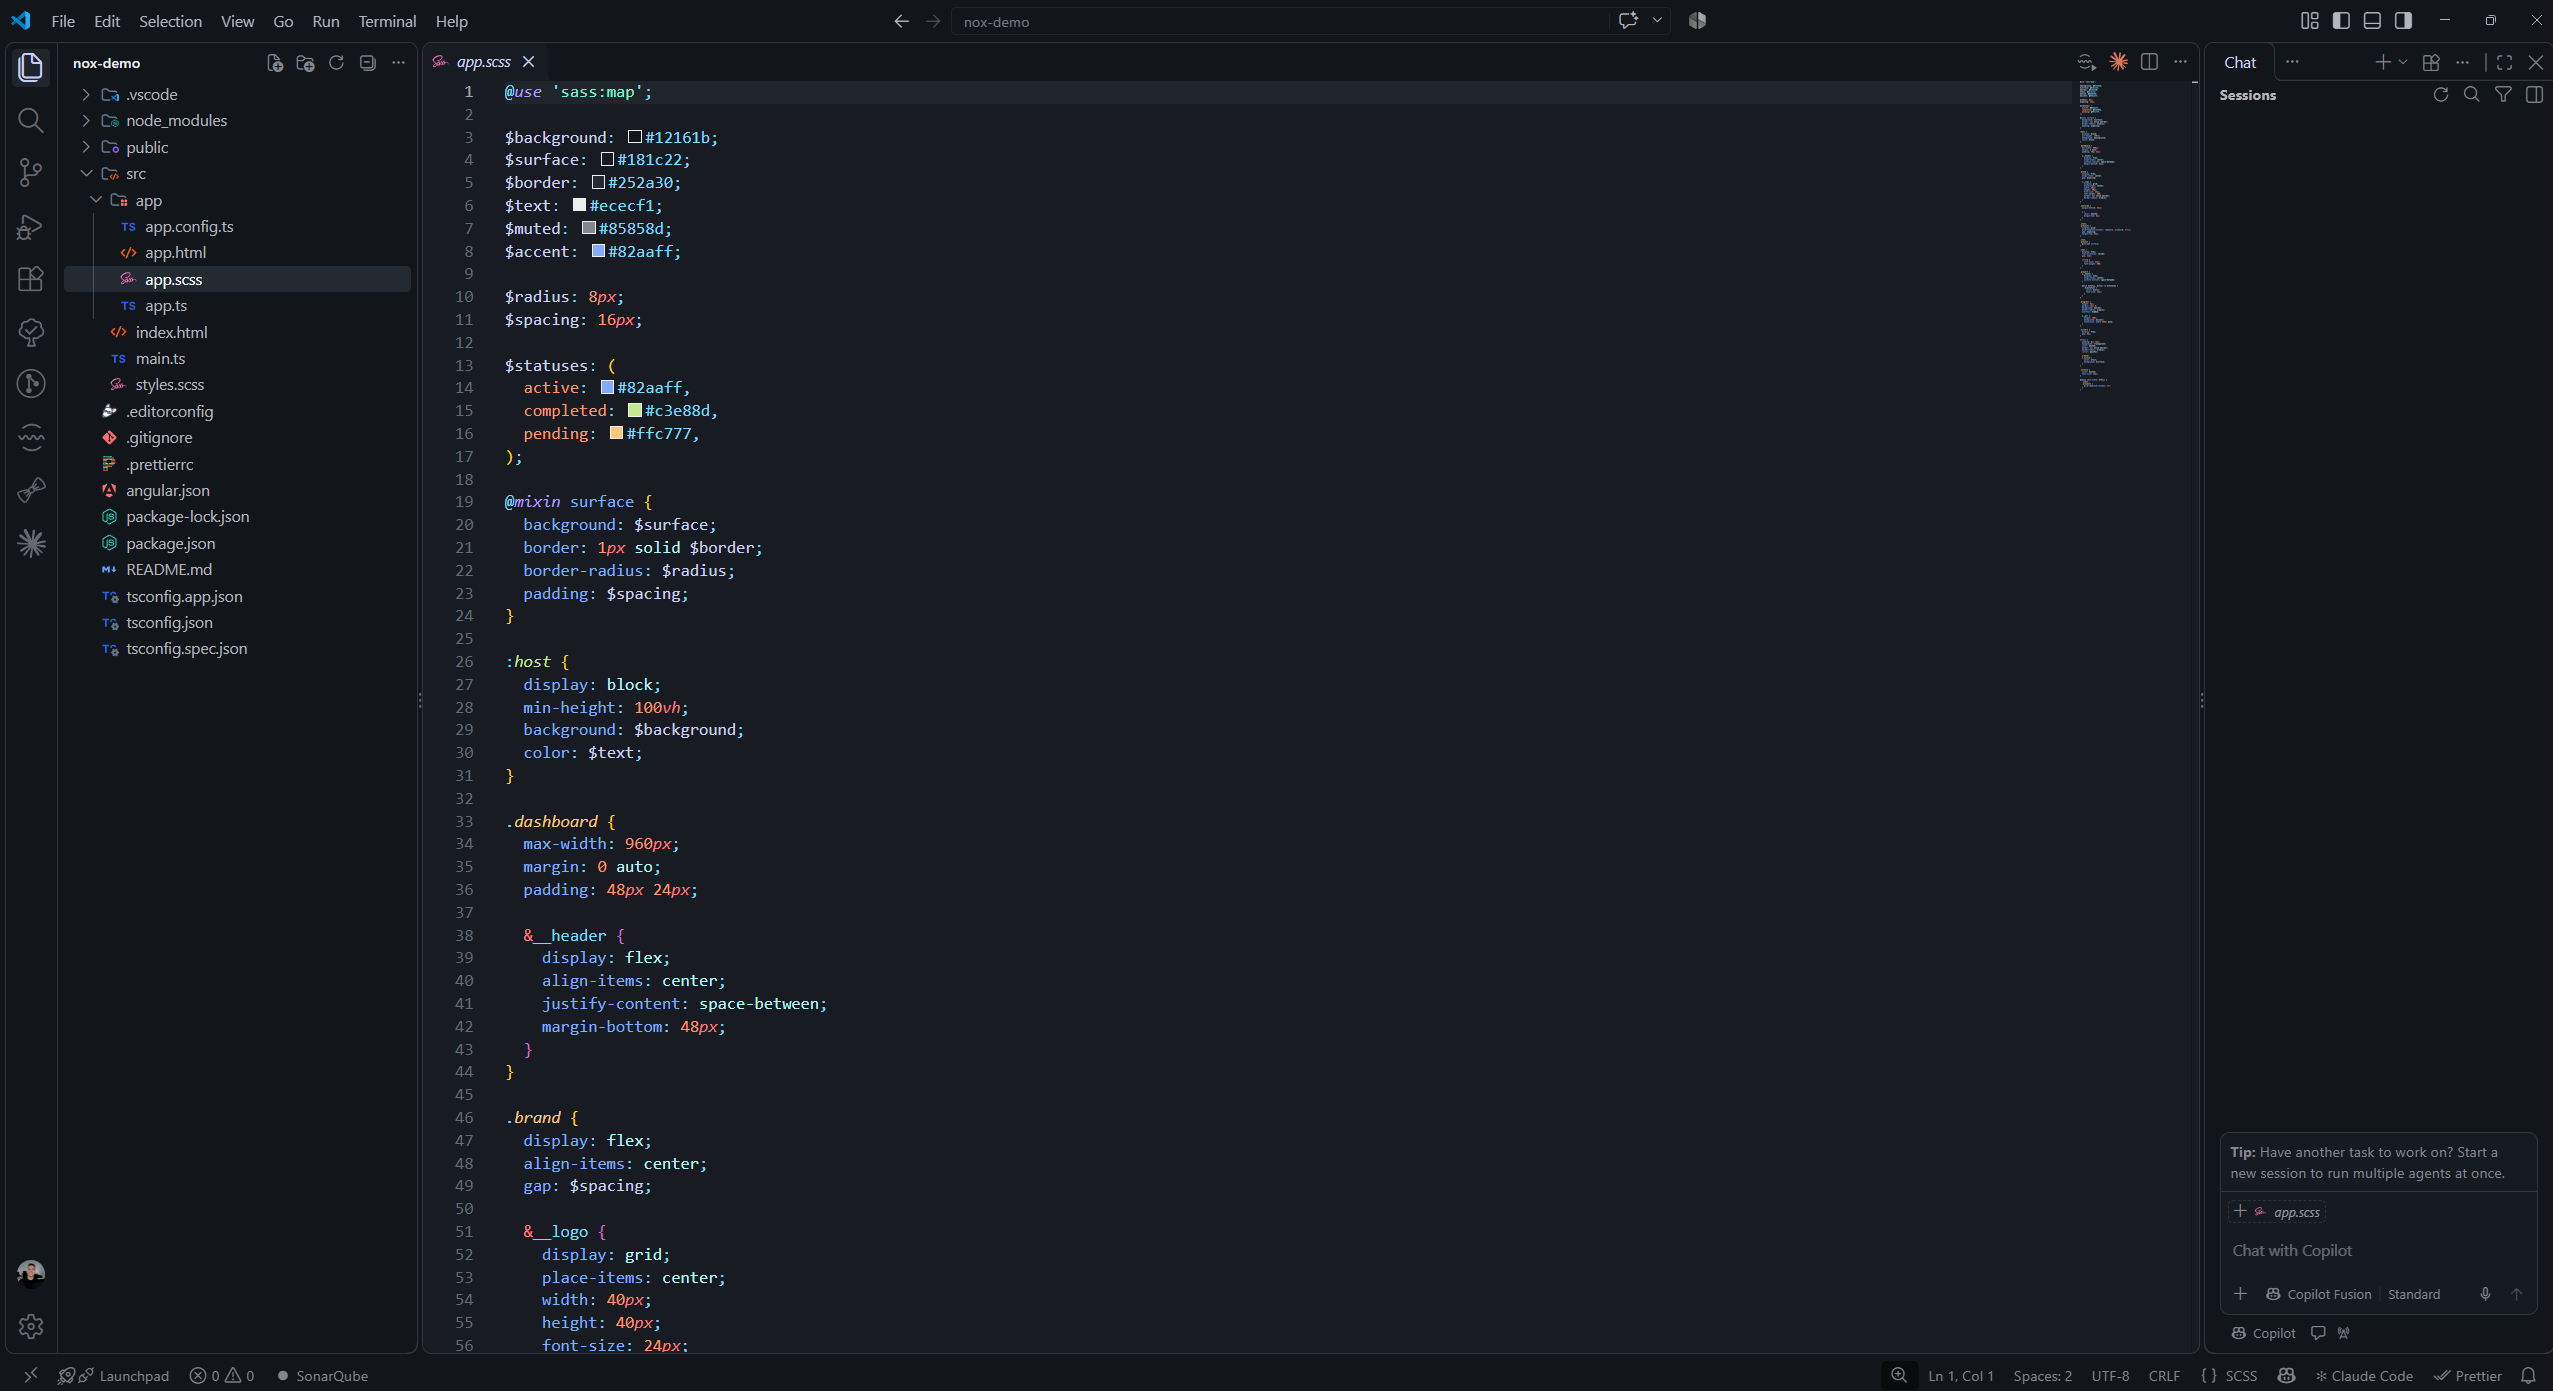 File Edit Selection View Go Run Terminal Help
nox-demo
nox-demo
.vscode
node_modules
public
src
app
TS app.config.ts
app.html
app.scss
TS app.ts
index.html
TS main.ts
styles.scss
.editorconfig
.gitignore
.prettierrc
angular.json
package-lock.json
package.json
README.md
tsconfig.app.json
tsconfig.json
tsconfig.spec.json
app.scss
1 @use 'sass:map';
2
3 $background: #12161b;
4 $surface: #181c22;
5 $border: #252a30;
6 $text: #ececf1;
7 $muted: #85858d;
8 $accent: #82aaff;
9
10 $radius: 8px;
11 $spacing: 16px;
12
13 $statuses: (
14 active: #82aaff,
15 completed: #c3e88d,
16 pending: #ffc777,
17 );
18
19 @mixin surface {
20 background: $surface;
21 border: 1px solid $border;
22 border-radius: $radius;
23 padding: $spacing;
24 }
25
26 :host {
27 display: block;
28 min-height: 100vh;
29 background: $background;
30 color: $text;
31 }
32
33 .dashboard {
34 max-width: 960px;
35 margin: 0 auto;
36 padding: 48px 24px;
37
38 &__header {
39 display: flex;
40 align-items: center;
41 justify-content: space-between;
42 margin-bottom: 48px;
43 }
44 }
45
46 .brand {
47 display: flex;
48 align-items: center;
49 gap: $spacing;
50
51 &__logo {
52 display: grid;
53 place-items: center;
54 width: 40px;
55 height: 40px;
56 font-size: 24px;
Chat
Sessions
Tip: Have another task to work on? Start a
new session to run multiple agents at once.
app.scss
Chat with Copilot
Copilot Fusion Standard
Copilot
Launchpad 0 0 SonarQube
Ln 1, Col 1 Spaces: 2 UTF-8 CRLF {} SCSS Claude Code Prettier